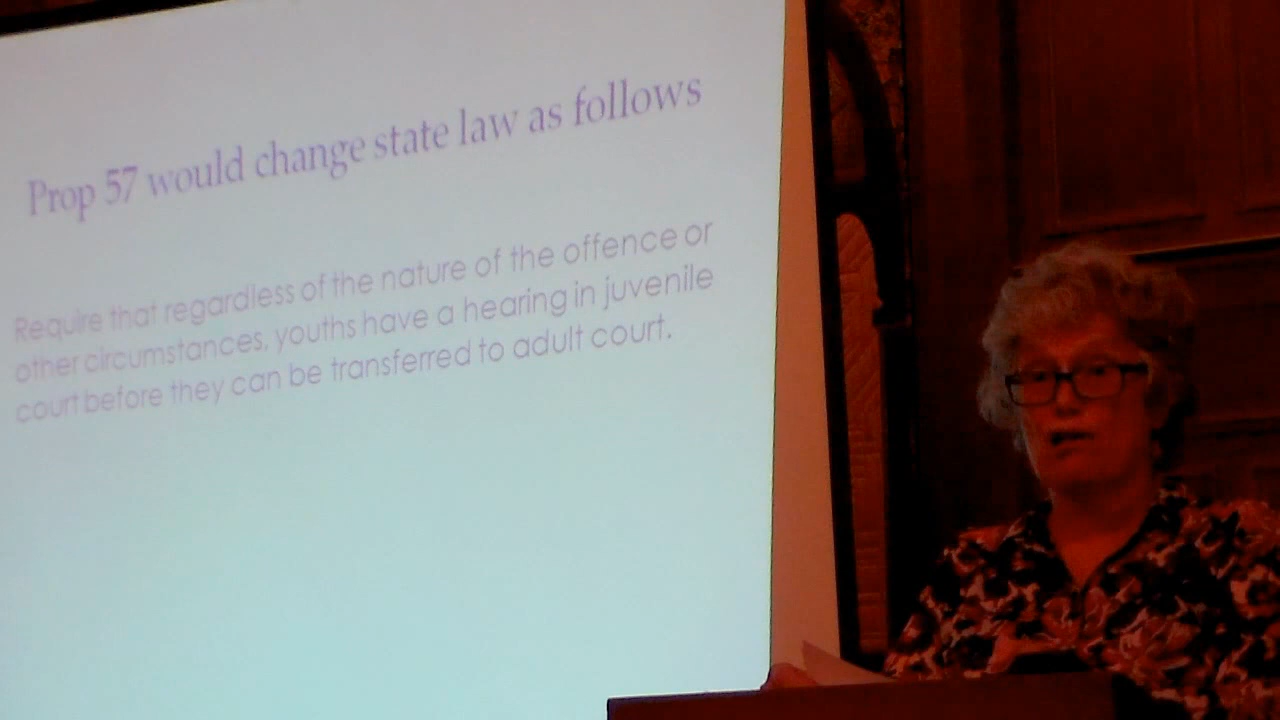 Prop 57 would change state law as follows
Require that regardless of the nature of the offence or
other circumstances, youths have a hearing in juvenile
court before they can be transferred to adult court.